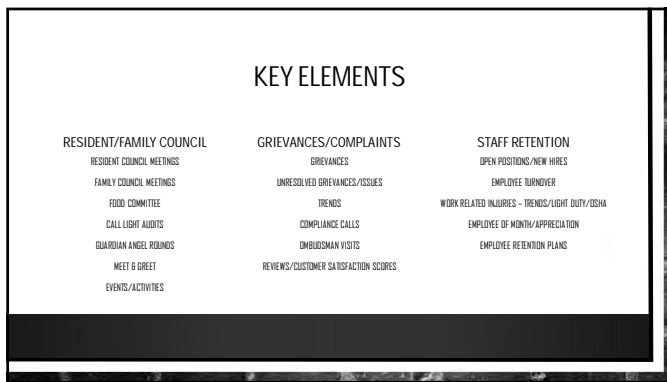 KEY ELEMENTS
RESIDENT/FAMILY COUNCIL
RESIDENT COUNCIL MEETINGS
FAMILY COUNCIL MEETINGS
FOOD COMMITTEE
CALL LIGHT AUDITS
GUARDIAN ANGEL ROUNDS
MEET & GREET
EVENTS/ACTIVITIES
GRIEVANCES/COMPLAINTS
GRIEVANCES
UNRESOLVED GRIEVANCES/ISSUES
TRENDS
COMPLIANCE CALLS
OMBUDSMAN VISITS
REVIEWS/CUSTOMER SATISFACTION SCORES
STAFF RETENTION
OPEN POSITIONS/NEW HIRES
EMPLOYEE TURNOVER
WORK RELATED INJURIES – TRENDS/LIGHT DUTY/OSHA
EMPLOYEE OF MONTH/APPRECIATION
EMPLOYEE RETENTION PLANS